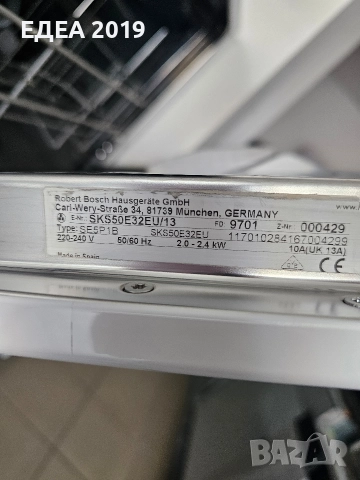 ЕДЕА 2019
Robert Bosch Hausgeräte GmbH
Carl-Wery-Straße 34, 81739 München, GERMANY
E-Nr. SKS50E32EU/13 FD 9701 Z-Nr. 000429
Type: SE5P1B SKS50E32EU 117010284167004299
220-240 V 50/60 Hz 2.0 - 2.4 kW 10A(UK 13A)
Made in Spain CE
BAZAR